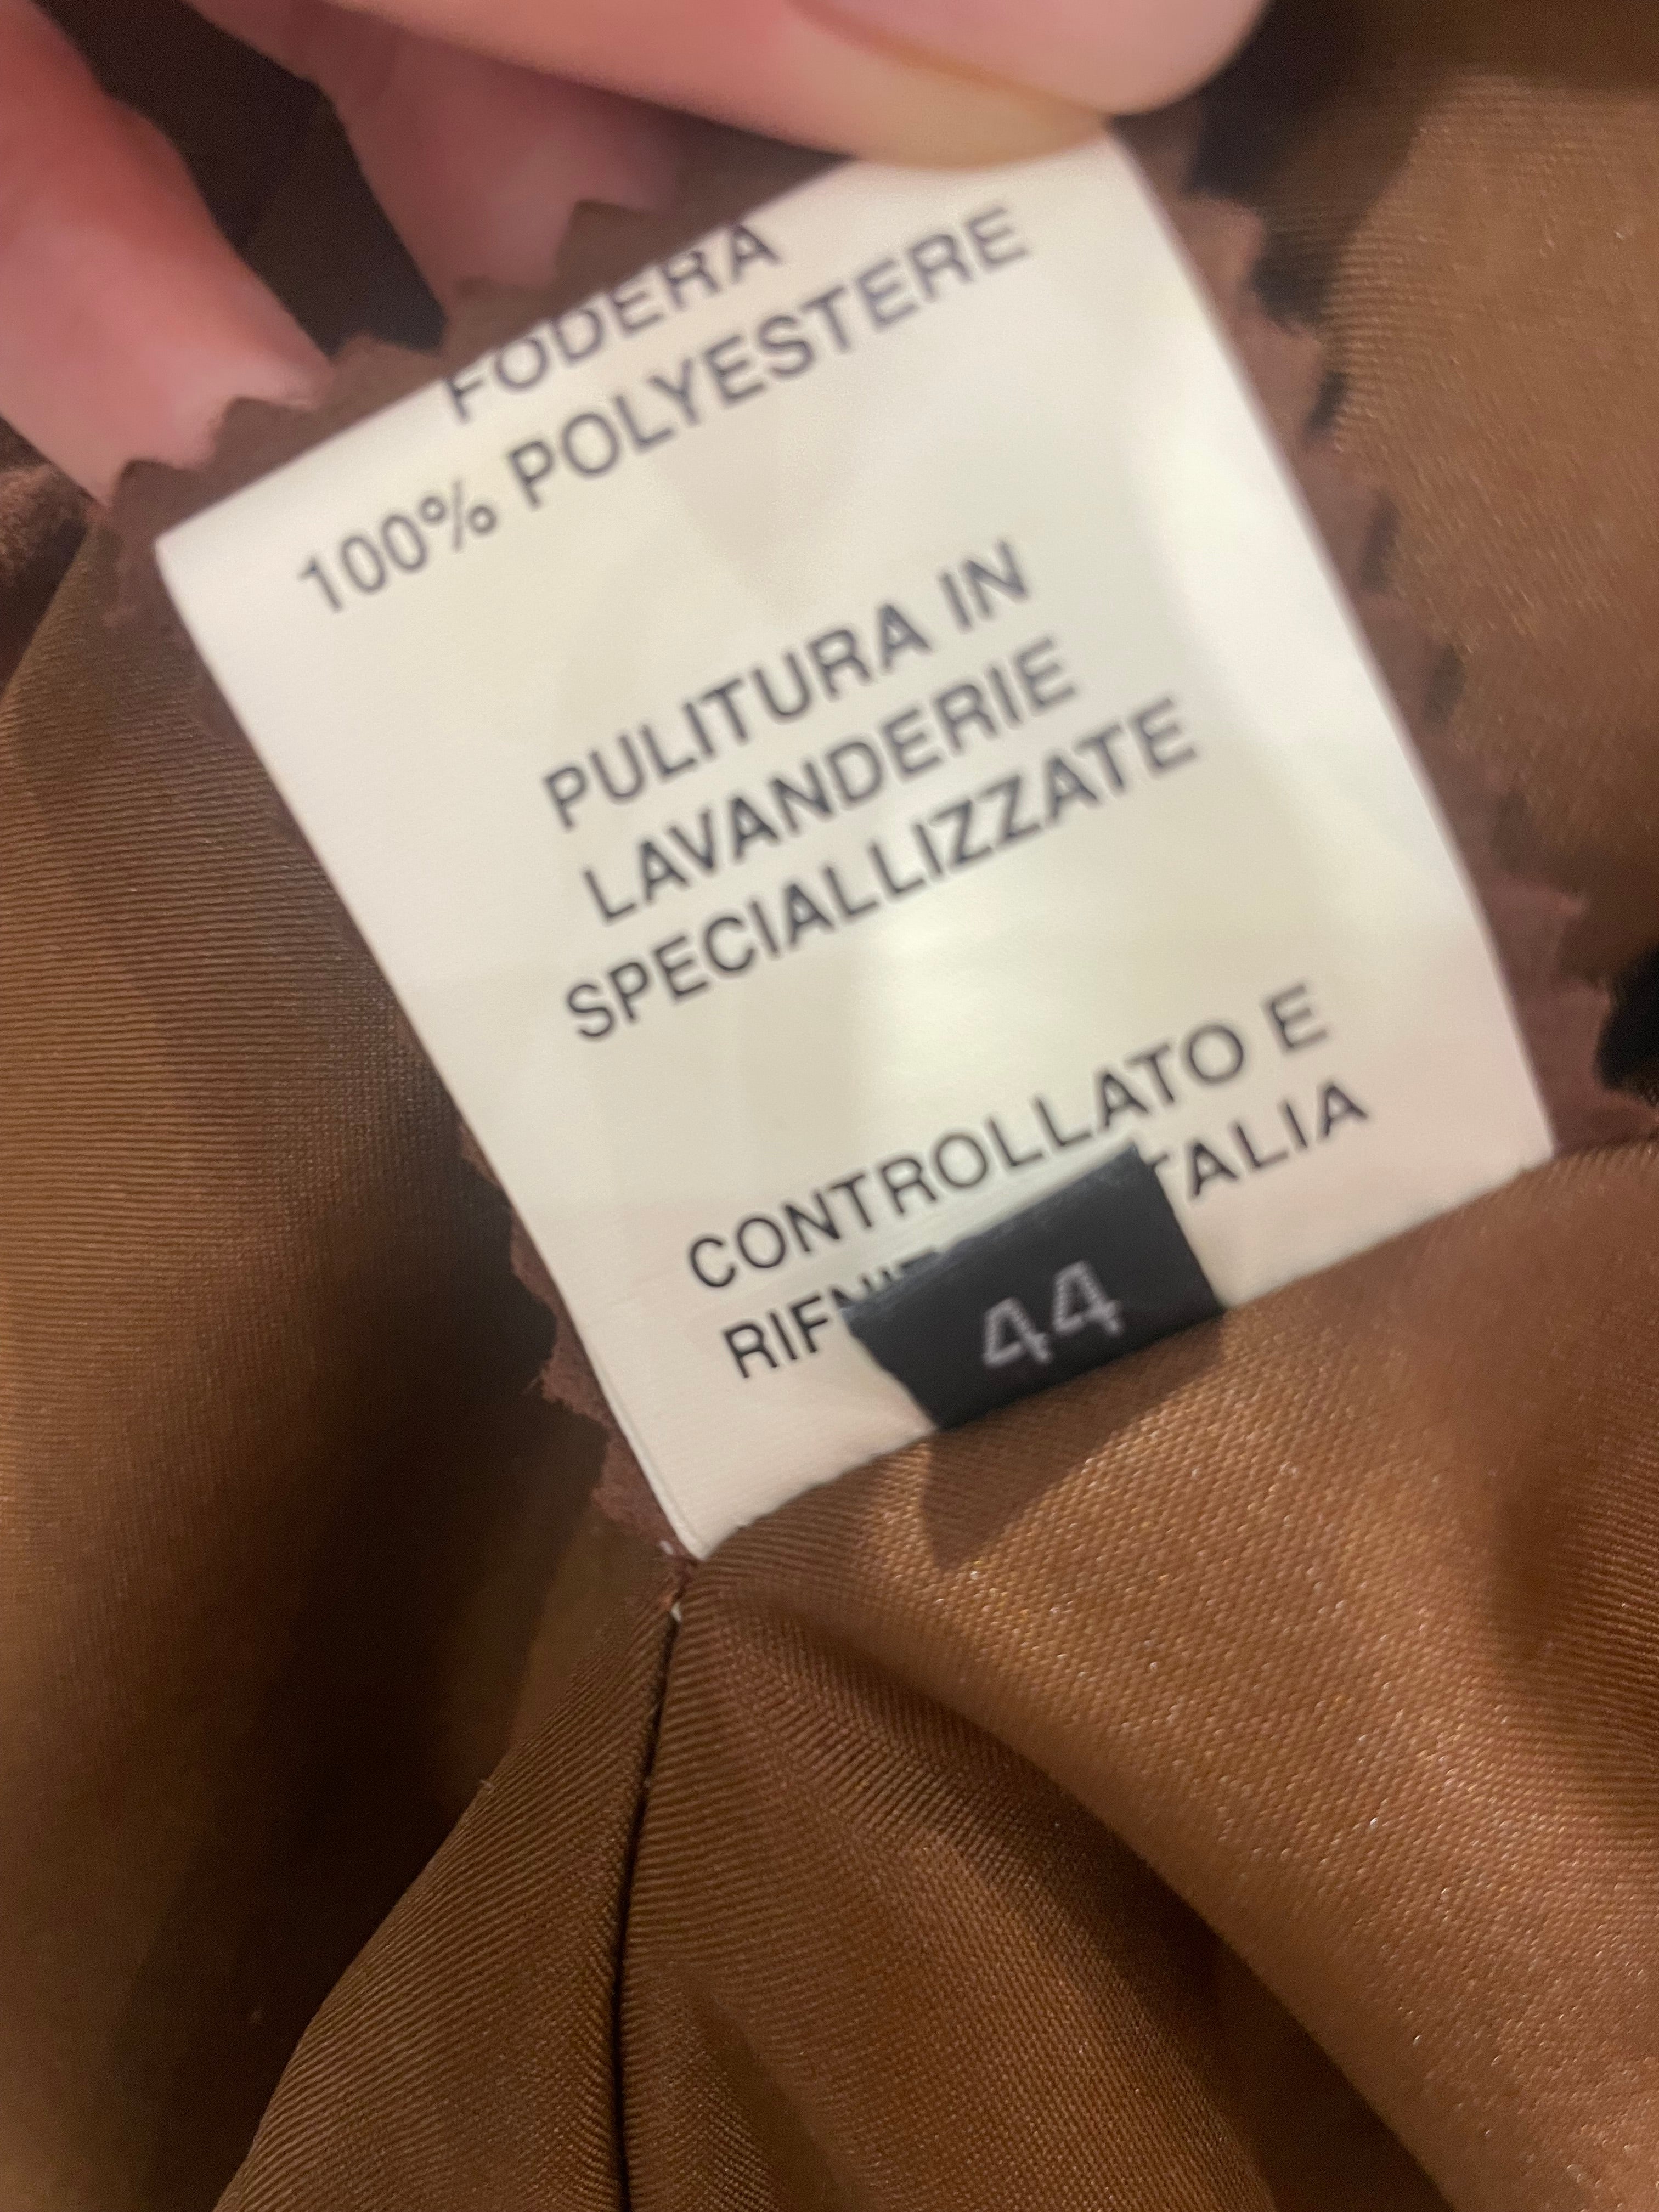 FODERA
100% POLYESTERE
PULITURA IN
LAVANDERIE
SPECIALLIZZATE
CONTROLLATO E
44